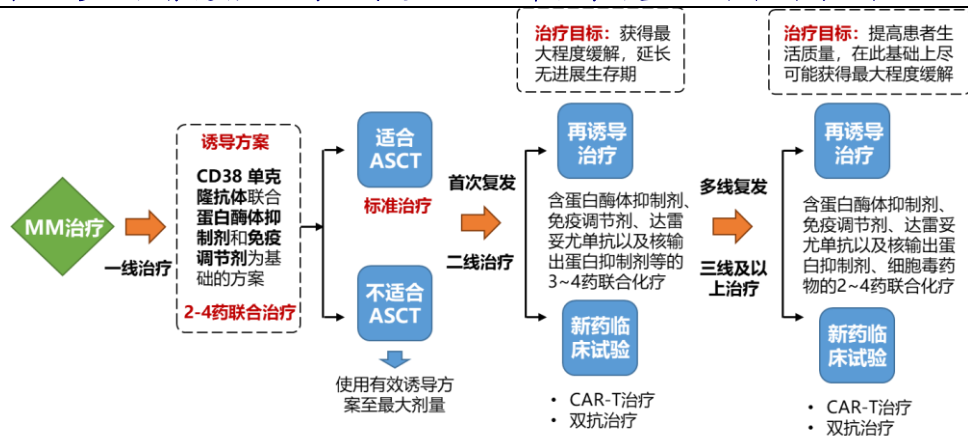 MM治疗
一线治疗
诱导方案
CD38 单克
隆抗体联合
蛋白酶体抑
制剂和免疫
调节剂为基
础的方案
2-4药联合治疗
适合
ASCT
标准治疗
不适合
ASCT
使用有效诱导方
案至最大剂量
首次复发
二线治疗
治疗目标：获得最
大程度缓解，延长
无进展生存期
再诱导
治疗
含蛋白酶体抑制剂、
免疫调节剂、达雷
妥尤单抗以及核输
出蛋白抑制剂等的
3~4药联合化疗
新药临
床试验
• CAR-T治疗
• 双抗治疗
多线复发
三线及以
上治疗
治疗目标：提高患者生
活质量，在此基础上尽
可能获得最大程度缓解
再诱导
治疗
含蛋白酶体抑制剂、
免疫调节剂、达雷妥
尤单抗以及核输出蛋
白抑制剂、细胞毒药
物的2~4药联合化疗
新药临
床试验
• CAR-T治疗
• 双抗治疗